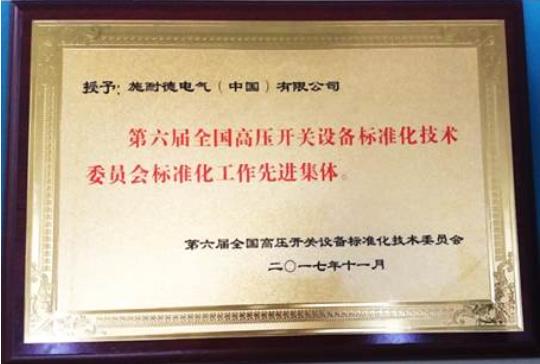 授予：施耐德电气（中国）有限公司
第六届全国高压开关设备标准化技术
委员会标准化工作先进集体。
第六届全国高压开关设备标准化技术委员会
二〇一七年十一月